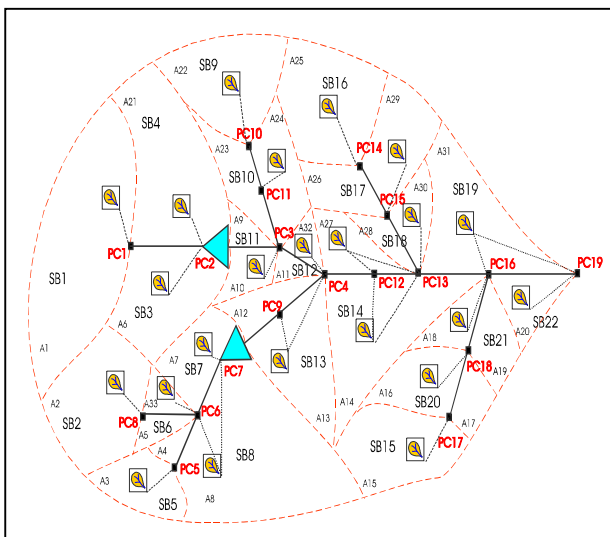 A25
SB9
A22
SB16
A29
A21
SB4
A24
A23
PC10
A31
PC14
SB10
PC11
A26
SB17
A30
SB19
PC15
A9
A27
A28
SB11
PC3
A32
SB18
PC1
PC2
SB12
PC4
PC12
PC13
PC16
PC19
SB1
A11
A10
SB3
PC9
SB14
SB22
A12
A6
A18
SB21
A20
A1
A7
SB7
SB13
PC7
PC18
A19
A2
A33
A14
A16
SB20
PC8
PC6
A13
SB2
A5
SB6
A17
PC17
A4
SB8
SB15
PC5
A3
SB5
A8
A15